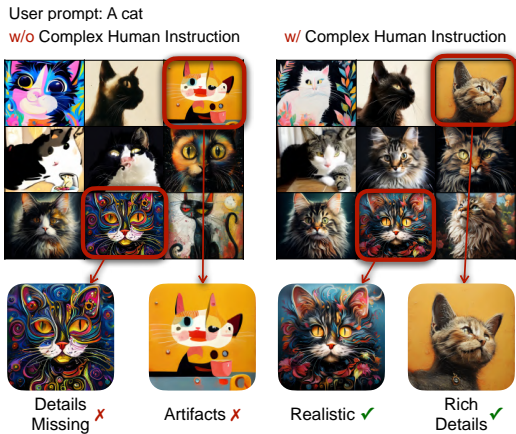 User prompt: A cat
w/o Complex Human Instruction
w/ Complex Human Instruction
Details
Missing ✗
Artifacts ✗
Realistic ✓
Rich
Details ✓